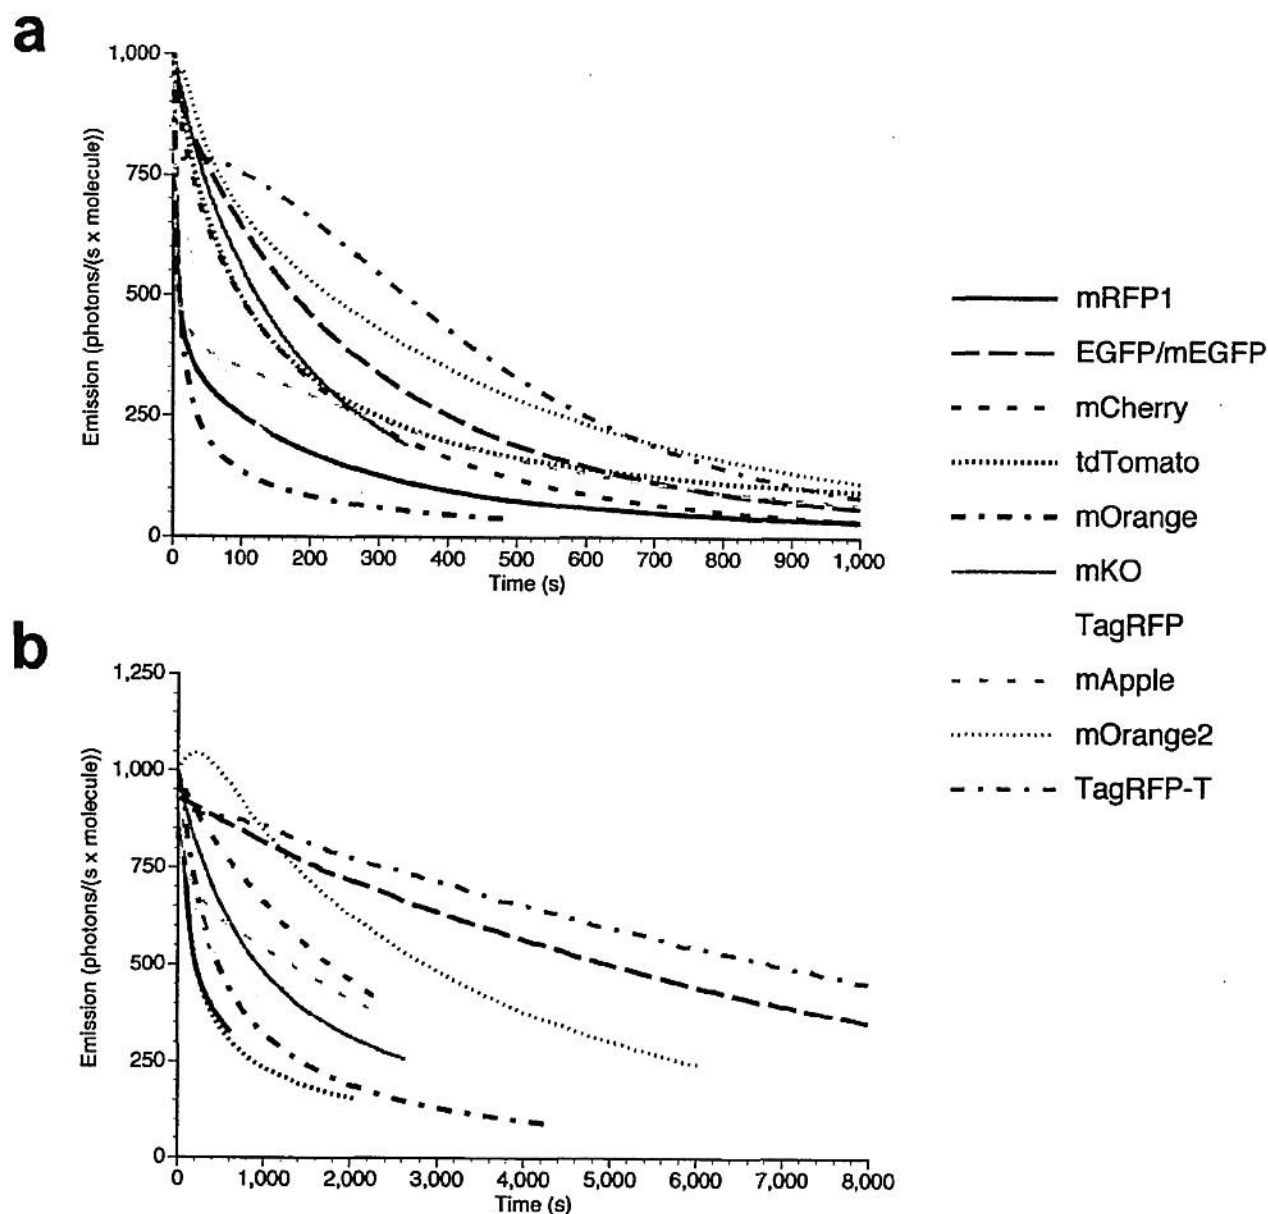 a
1,000
750
500
250
0
Emission (photons/(s x molecule))
0 100 200 300 400 500 600 700 800 900 1,000
Time (s)
mRFP1
EGFP/mEGFP
mCherry
tdTomato
mOrange
mKO
TagRFP
mApple
mOrange2
TagRFP-T
b
1,250
1,000
750
500
250
0
Emission (photons/(s x molecule))
0 1,000 2,000 3,000 4,000 5,000 6,000 7,000 8,000
Time (s)